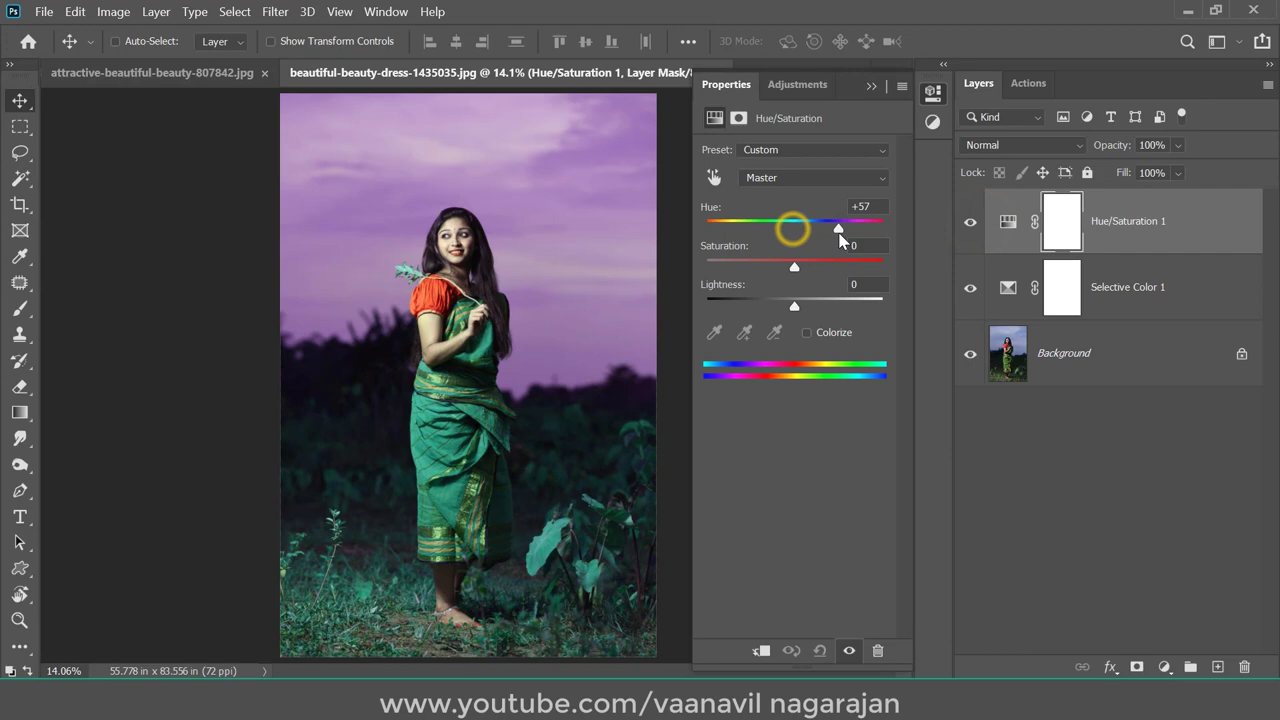 Ps File Edit Image Layer Type Select Filter 3D View Window Help
Auto-Select: Layer Show Transform Controls 3D Mode:
attractive-beautiful-beauty-807842.jpg × beautiful-beauty-dress-1435035.jpg @ 14.1% (Hue/Saturation 1, Layer Mask/
Properties Adjustments
Hue/Saturation
Preset: Custom
Master
Hue: +57
Saturation: 0
Lightness: 0
Colorize
Layers Actions
Kind
Normal Opacity: 100%
Lock: Fill: 100%
Hue/Saturation 1
Selective Color 1
Background
14.06% 55.778 in x 83.556 in (72 ppi)
www.youtube.com/vaanavil nagarajan